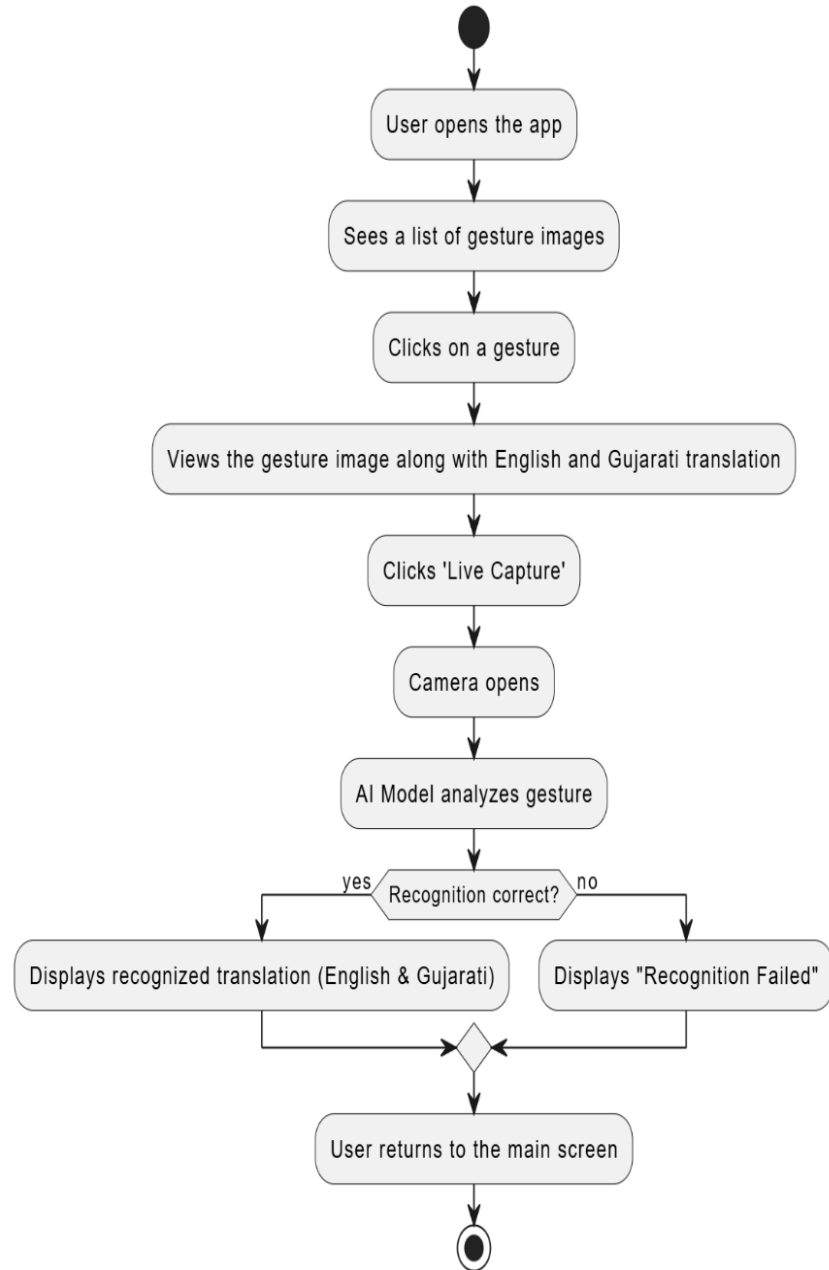 User opens the app
Sees a list of gesture images
Clicks on a gesture
Views the gesture image along with English and Gujarati translation
Clicks 'Live Capture'
Camera opens
AI Model analyzes gesture
yes
Recognition correct?
no
Displays recognized translation (English & Gujarati)
Displays "Recognition Failed"
User returns to the main screen